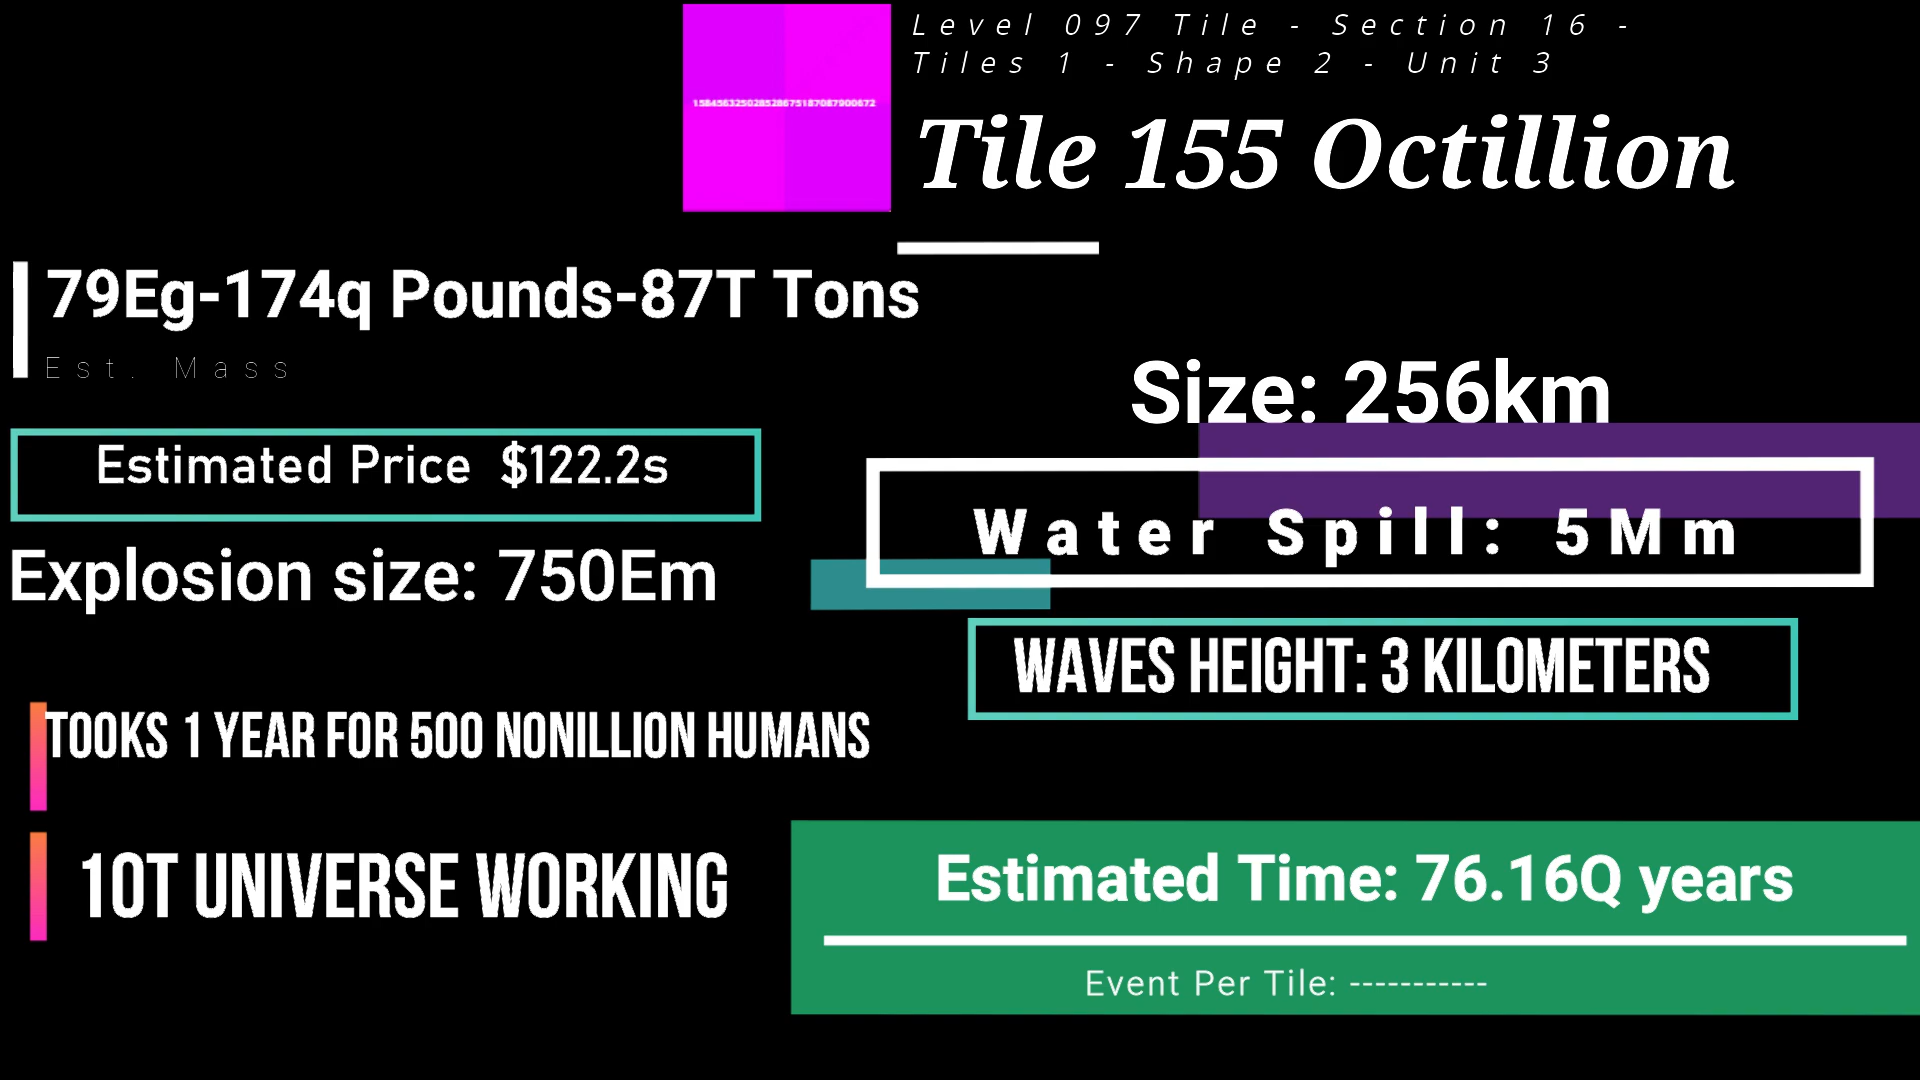 Level 097 Tile - Section 16 -
Tiles 1 - Shape 2 - Unit 3
Tile 155 Octillion
79Eg-174q Pounds-87T Tons
Est. Mass
Size: 256km
Estimated Price $122.2s
Water Spill: 5Mm
Explosion size: 750Em
WAVES HEIGHT: 3 KILOMETERS
TOOKS 1 YEAR FOR 500 NONILLION HUMANS
10T UNIVERSE WORKING
Estimated Time: 76.16Q years
Event Per Tile: -----------